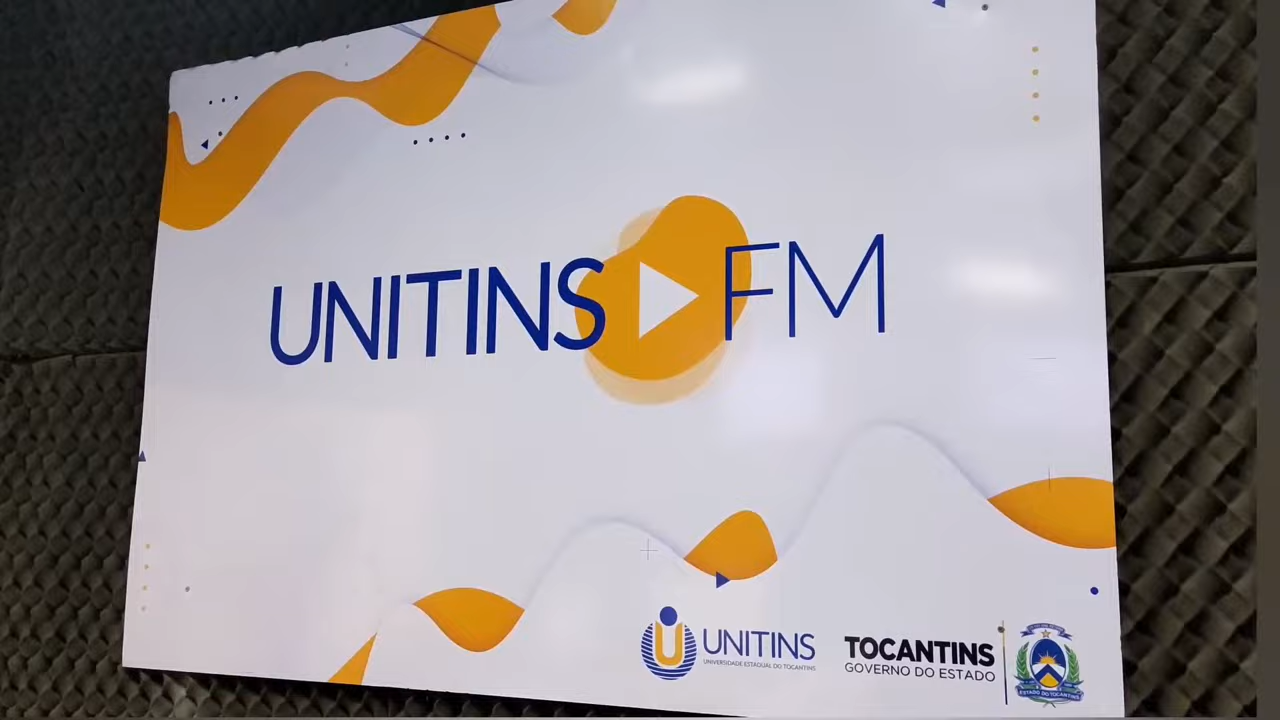 UNITINS FM
UNITINS
UNIVERSIDADE ESTADUAL DO TOCANTINS
TOCANTINS
GOVERNO DO ESTADO
ESTADO DO TOCANTINS